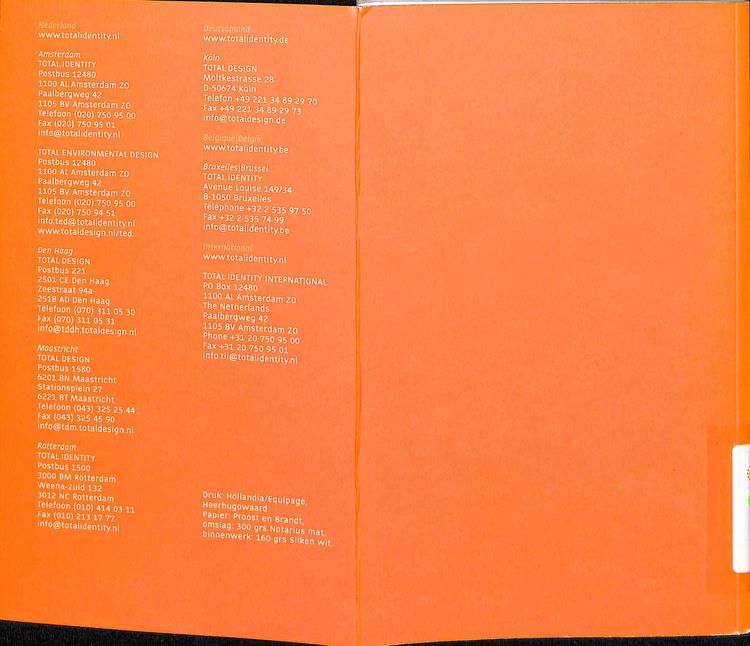 Nederland
www.totalidentity.nl
Amsterdam
TOTAL IDENTITY
Postbus 12480
1100 AL Amsterdam ZO
Paalbergweg 42
1105 BV Amsterdam ZO
Telefoon (020) 750 95 00
Fax (020) 750 95 01
info@totalidentity.nl
TOTAL ENVIRONMENTAL DESIGN
Postbus 12480
1100 AL Amsterdam ZO
Paalbergweg 42
1105 BV Amsterdam ZO
Telefoon (020) 750 95 00
Fax (020) 750 94 51
info.ted@totalidentity.nl
www.totaldesign.nl/ted
Den Haag
TOTAL DESIGN
Postbus 221
2501 CE Den Haag
Zeestraat 94a
2518 AD Den Haag
Telefoon (070) 311 05 30
Fax (070) 311 05 31
info@tddh.totaldesign.nl
Maastricht
TOTAL DESIGN
Postbus 1580
6201 BN Maastricht
Stationsplein 27
6221 BT Maastricht
Telefoon (043) 325 25 44
Fax (043) 325 45 90
info@tdm.totaldesign.nl
Rotterdam
TOTAL IDENTITY
Postbus 1500
3000 BM Rotterdam
Weena-Zuid 132
3012 NC Rotterdam
Telefoon (010) 414 03 11
Fax (010) 213 17 77
info@totalidentity.nl
Deutschland
www.totalidentity.de
Köln
TOTAL DESIGN
Moltkestrasse 28
D-50674 Köln
Telefon +49 221 34 89 29 70
Fax +49 221 34 89 29 73
info@totaldesign.de
Belgique|België
www.totalidentity.be
Bruxelles|Brussel
TOTAL IDENTITY
Avenue Louise 149/34
B-1050 Bruxelles
Téléphone +32 2 535 97 50
Fax +32 2 535 74 99
info@totalidentity.be
International
www.totalidentity.nl
TOTAL IDENTITY INTERNATIONAL
PO Box 12480
1100 AL Amsterdam ZO
The Netherlands
Paalbergweg 42
1105 BV Amsterdam ZO
Phone +31 20 750 95 00
Fax +31 20 750 95 01
info.tii@totalidentity.nl
Druk: Hollandia/Equipage,
Heerhugowaard
Papier: Proost en Brandt,
omslag: 300 grs Notarius mat,
binnenwerk: 160 grs Silken wit.